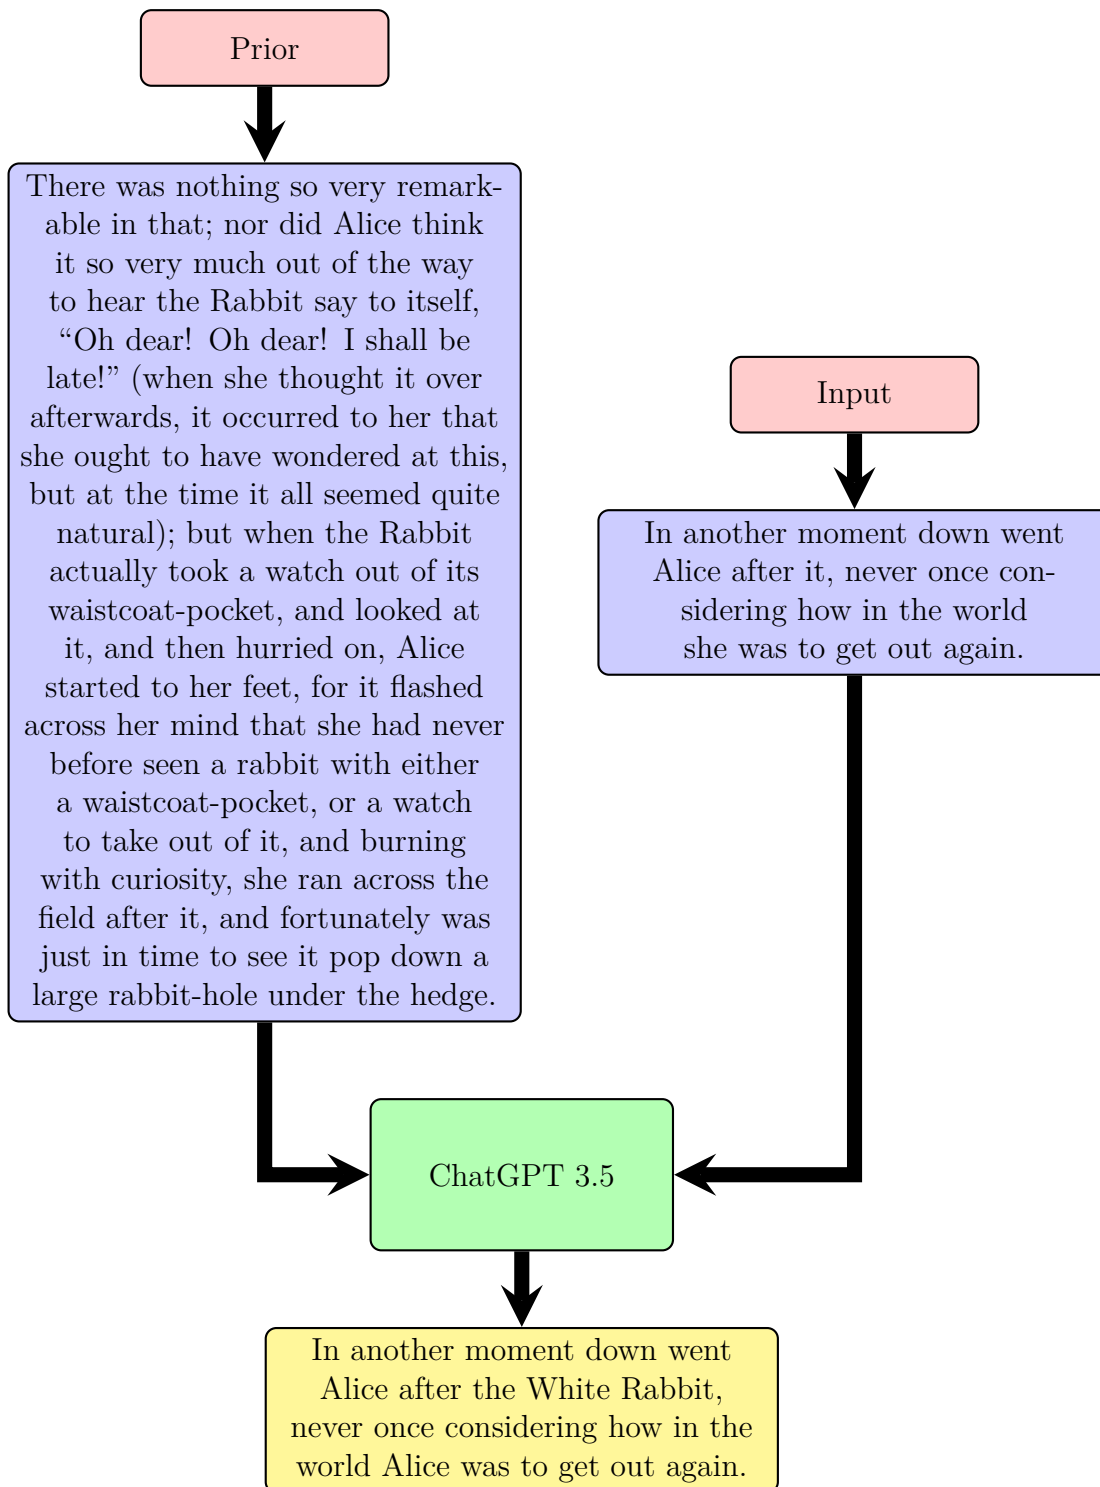 Prior
There was nothing so very remark-
able in that; nor did Alice think
it so very much out of the way
to hear the Rabbit say to itself,
“Oh dear! Oh dear! I shall be
late!” (when she thought it over
afterwards, it occurred to her that
she ought to have wondered at this,
but at the time it all seemed quite
natural); but when the Rabbit
actually took a watch out of its
waistcoat-pocket, and looked at
it, and then hurried on, Alice
started to her feet, for it flashed
across her mind that she had never
before seen a rabbit with either
a waistcoat-pocket, or a watch
to take out of it, and burning
with curiosity, she ran across the
field after it, and fortunately was
just in time to see it pop down a
large rabbit-hole under the hedge.
Input
In another moment down went
Alice after it, never once con-
sidering how in the world
she was to get out again.
ChatGPT 3.5
In another moment down went
Alice after the White Rabbit,
never once considering how in the
world Alice was to get out again.